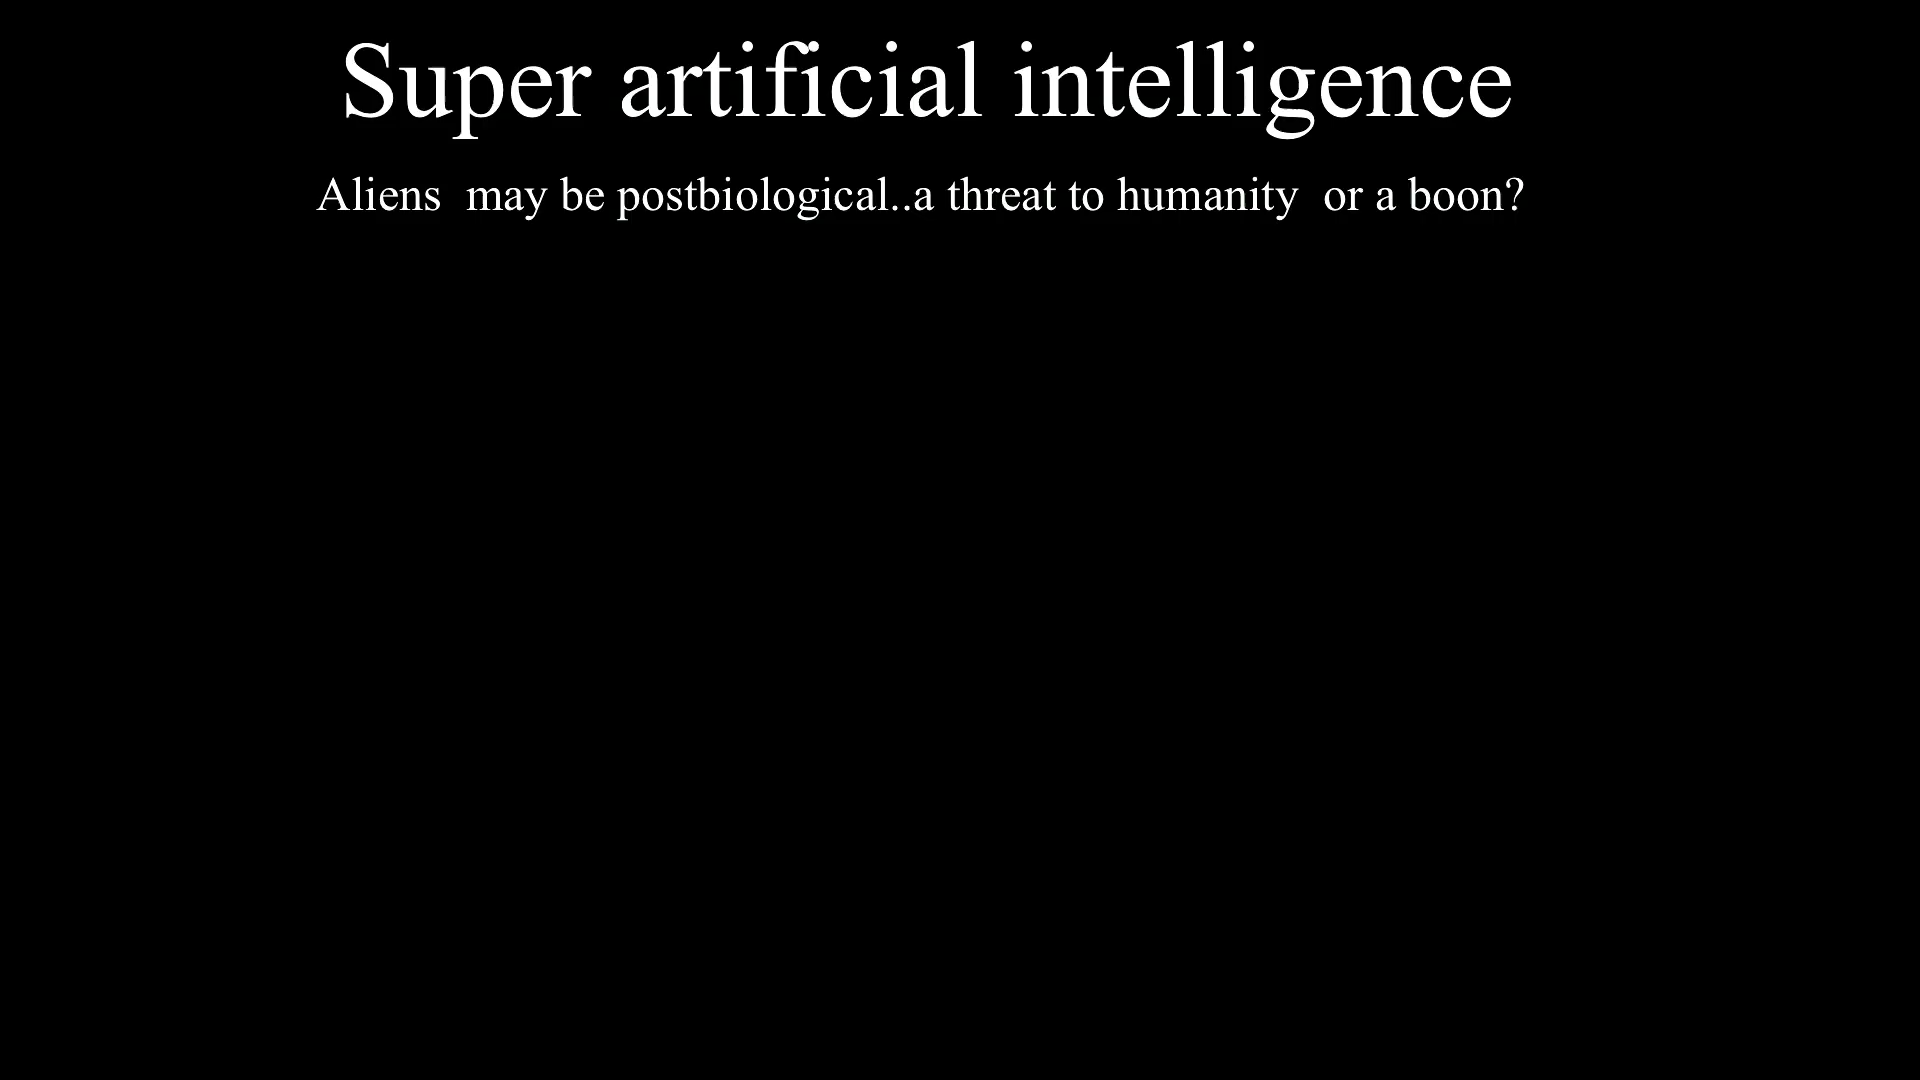 Super artificial intelligence
Aliens  may be postbiological..a threat to humanity  or a boon?